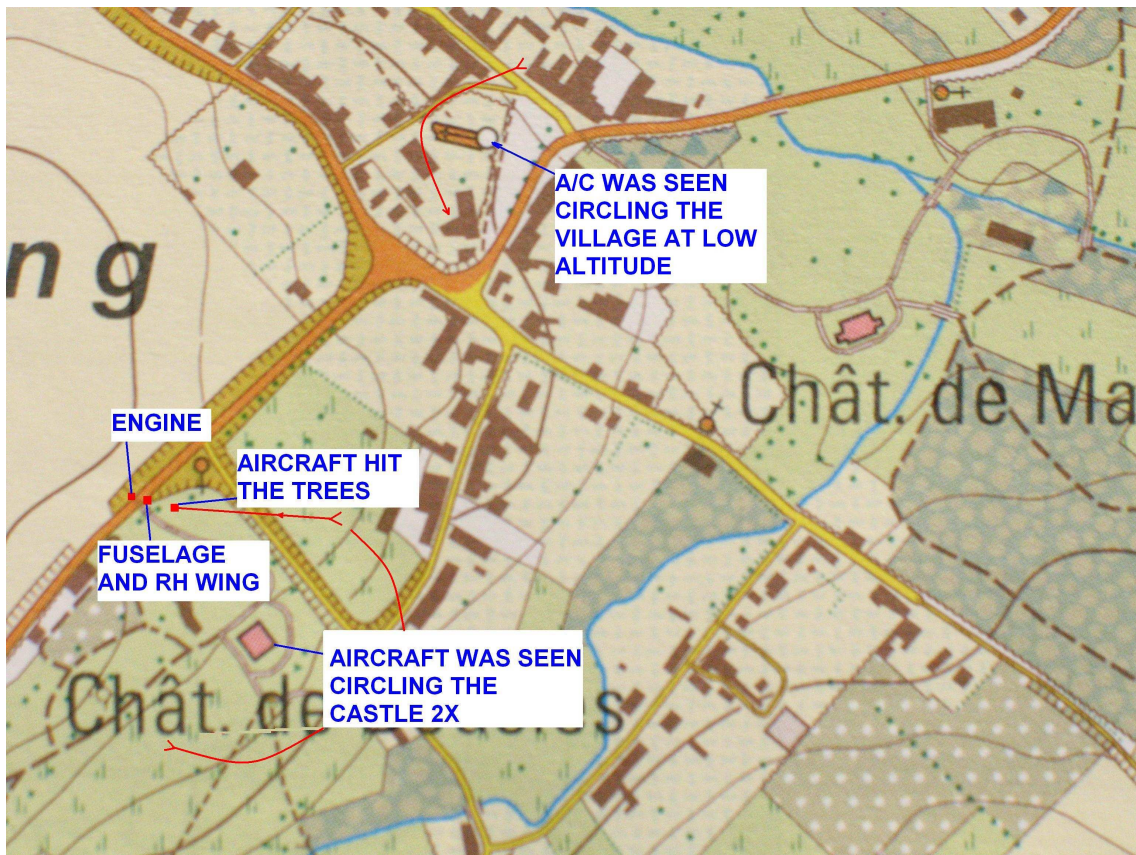 A/C WAS SEEN
CIRCLING THE
VILLAGE AT LOW
ALTITUDE
ng
Chât. de Ma
ENGINE
AIRCRAFT HIT
THE TREES
FUSELAGE
AND RH WING
AIRCRAFT WAS SEEN
CIRCLING THE
CASTLE 2X
Chât. de